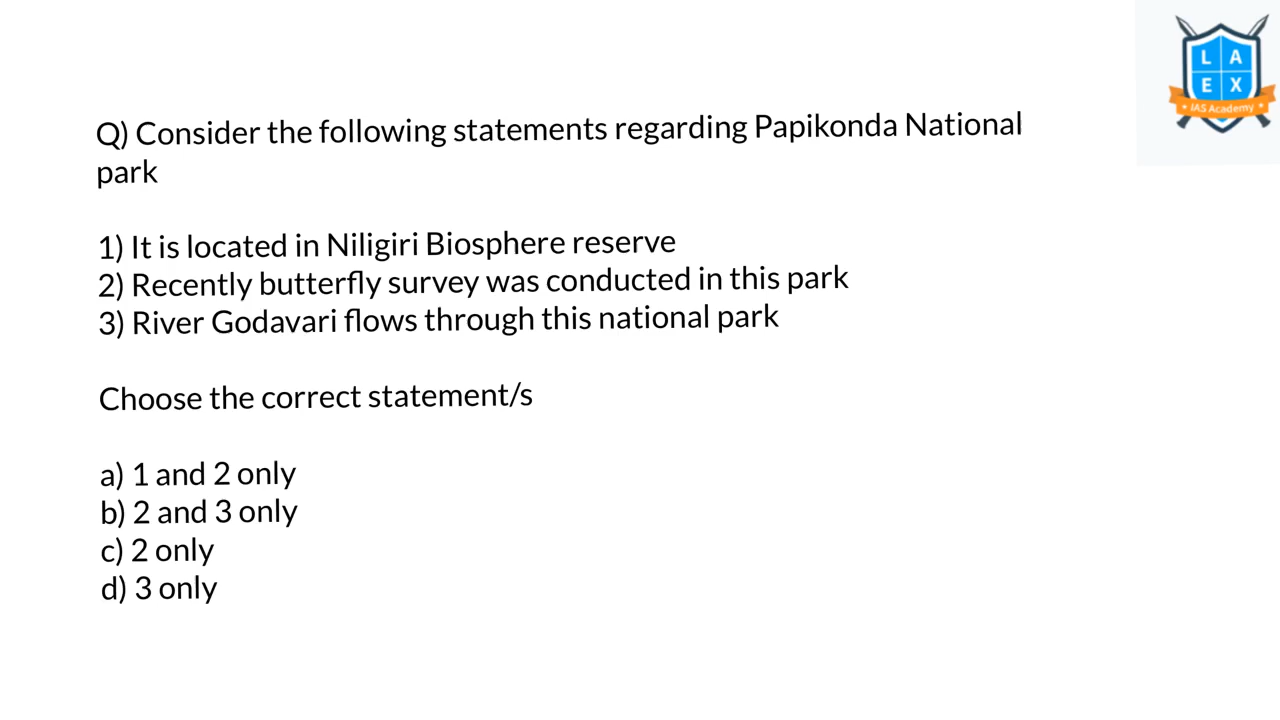 L A
E X
IAS Academy
Q) Consider the following statements regarding Papikonda National
park
1) It is located in Niligiri Biosphere reserve
2) Recently butterfly survey was conducted in this park
3) River Godavari flows through this national park
Choose the correct statement/s
a) 1 and 2 only
b) 2 and 3 only
c) 2 only
d) 3 only